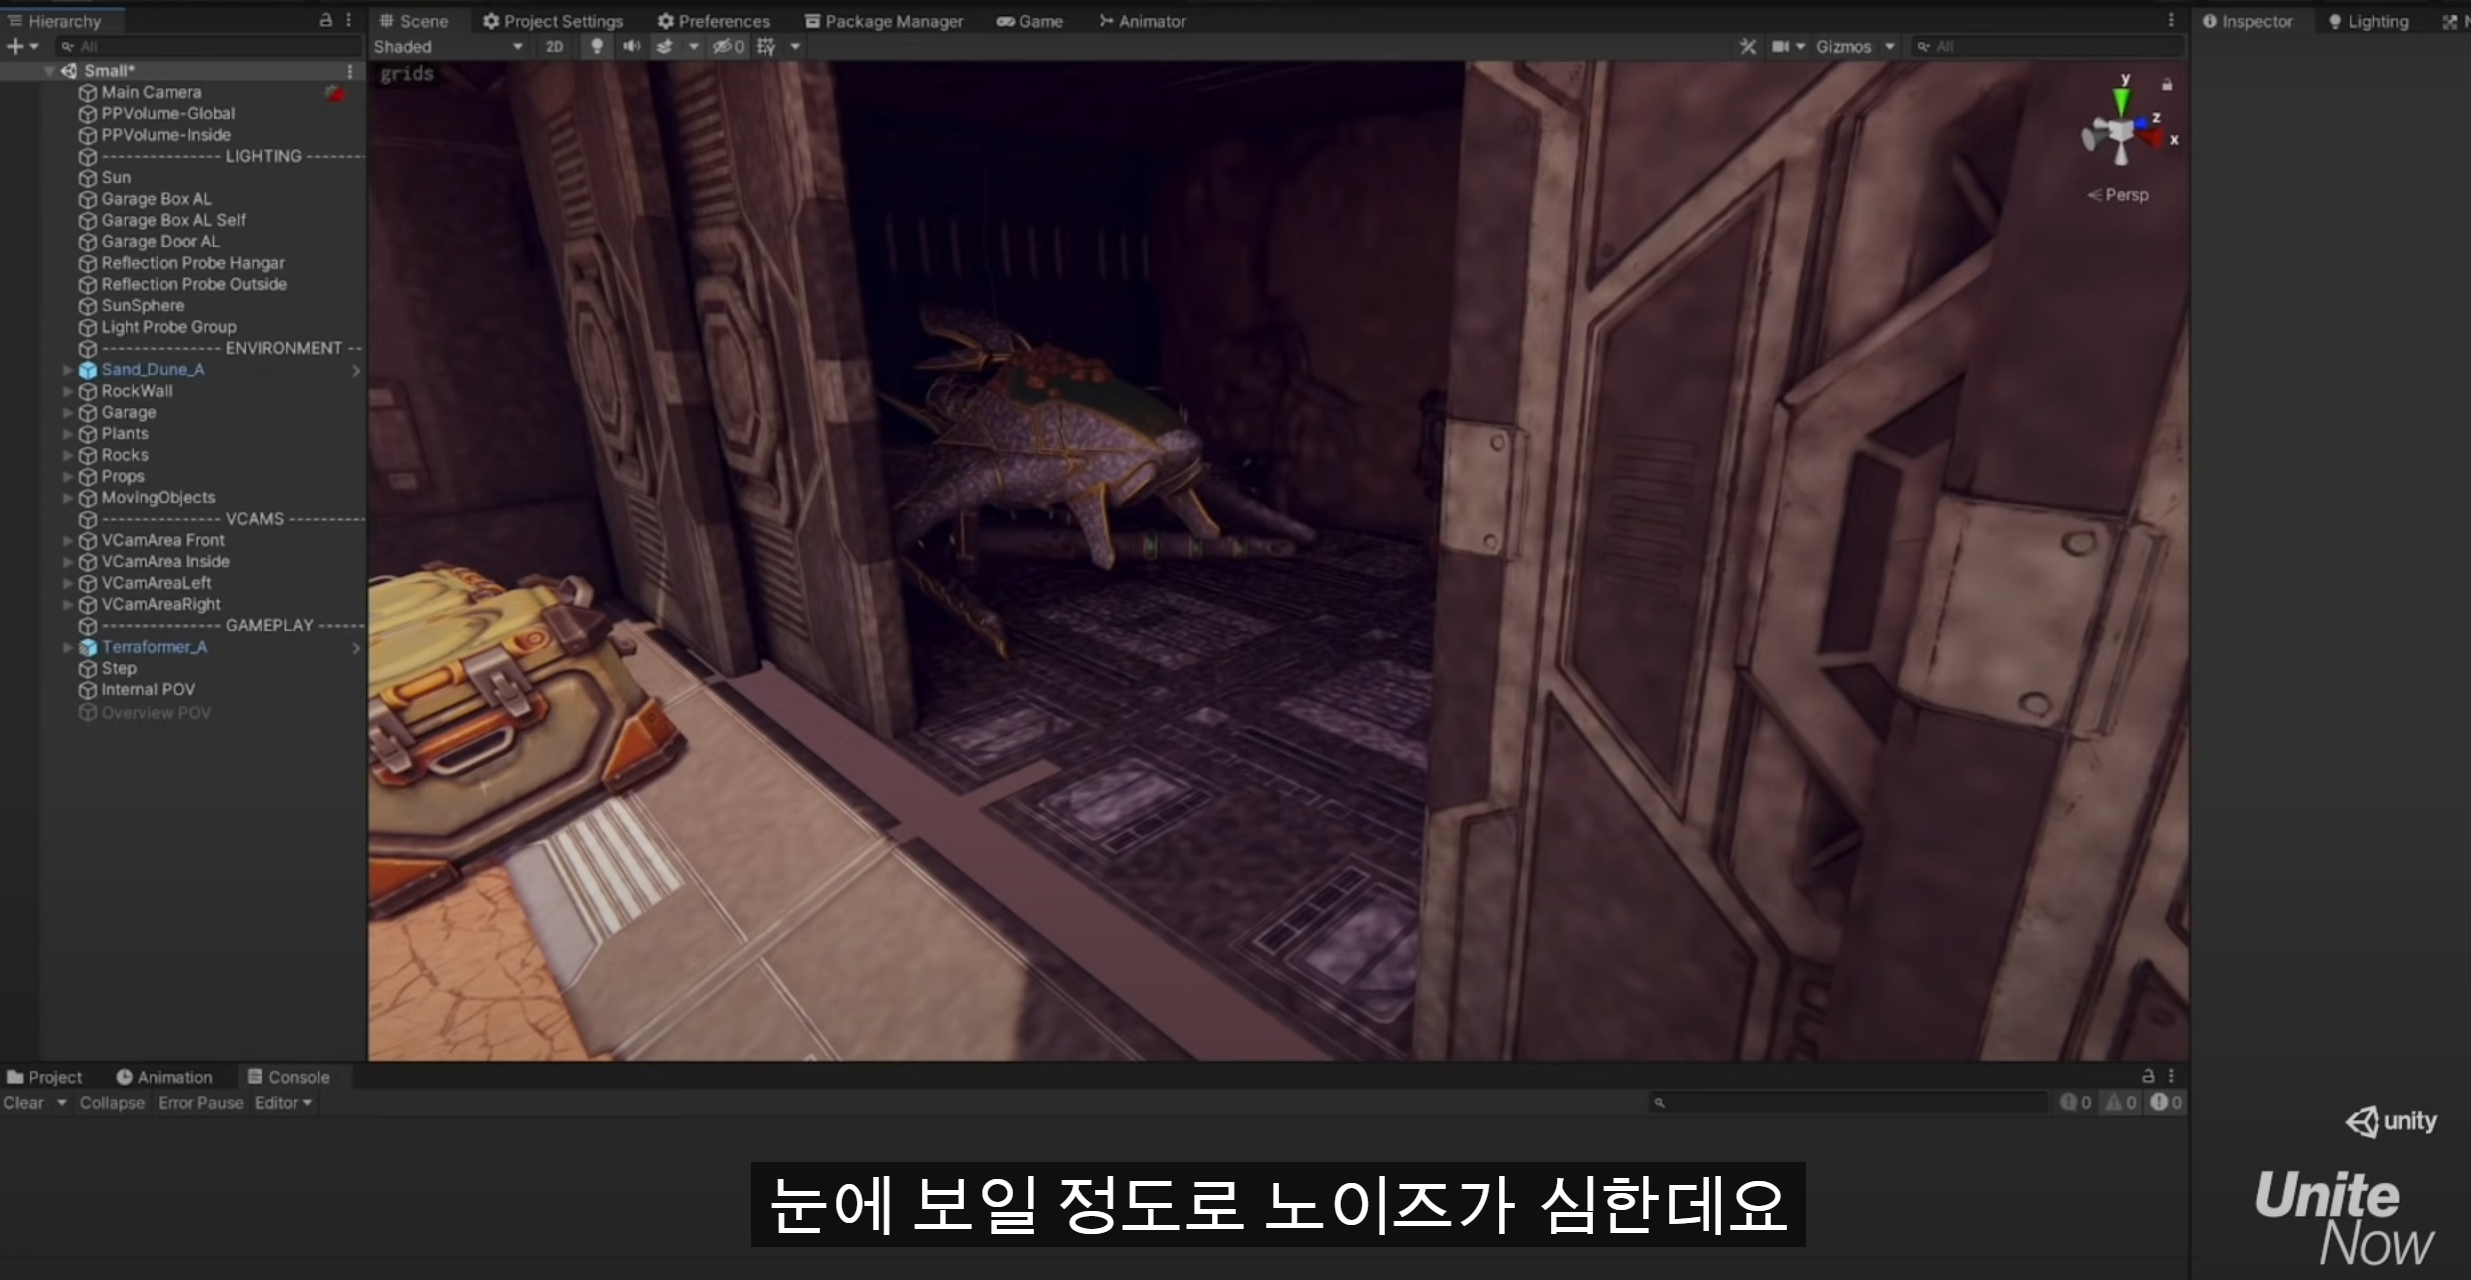 Hierarchy
All
Small*
Main Camera
PPVolume-Global
PPVolume-Inside
--------------- LIGHTING -------
Sun
Garage Box AL
Garage Box AL Self
Garage Door AL
Reflection Probe Hangar
Reflection Probe Outside
SunSphere
Light Probe Group
--------------- ENVIRONMENT --
Sand_Dune_A
RockWall
Garage
Plants
Rocks
Props
MovingObjects
--------------- VCAMS ---------
VCamArea Front
VCamArea Inside
VCamAreaLeft
VCamAreaRight
--------------- GAMEPLAY ------
Terraformer_A
Step
Internal POV
Overview POV
Scene Project Settings Preferences Package Manager Game Animator
Shaded 2D 0 Gizmos All
grids
y
z
x
Persp
Inspector Lighting
Project Animation Console
Clear Collapse Error Pause Editor 0 0 0
unity
Unite
Now
눈에 보일 정도로 노이즈가 심한데요